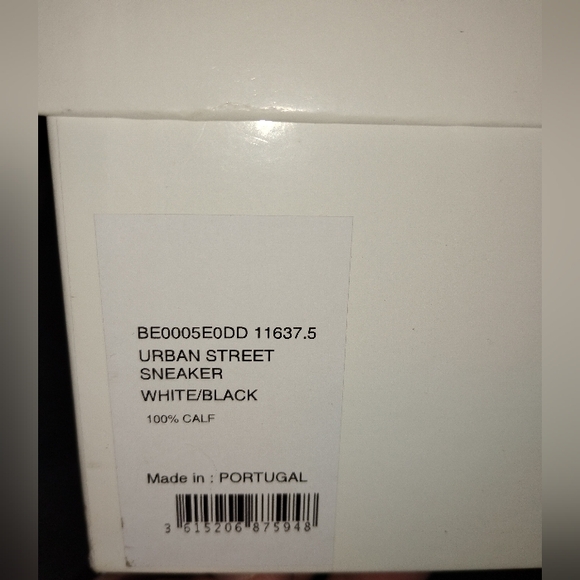 BE0005E0DD 11637.5
URBAN STREET
SNEAKER
WHITE/BLACK
100% CALF
Made in : PORTUGAL
3 615206 875948